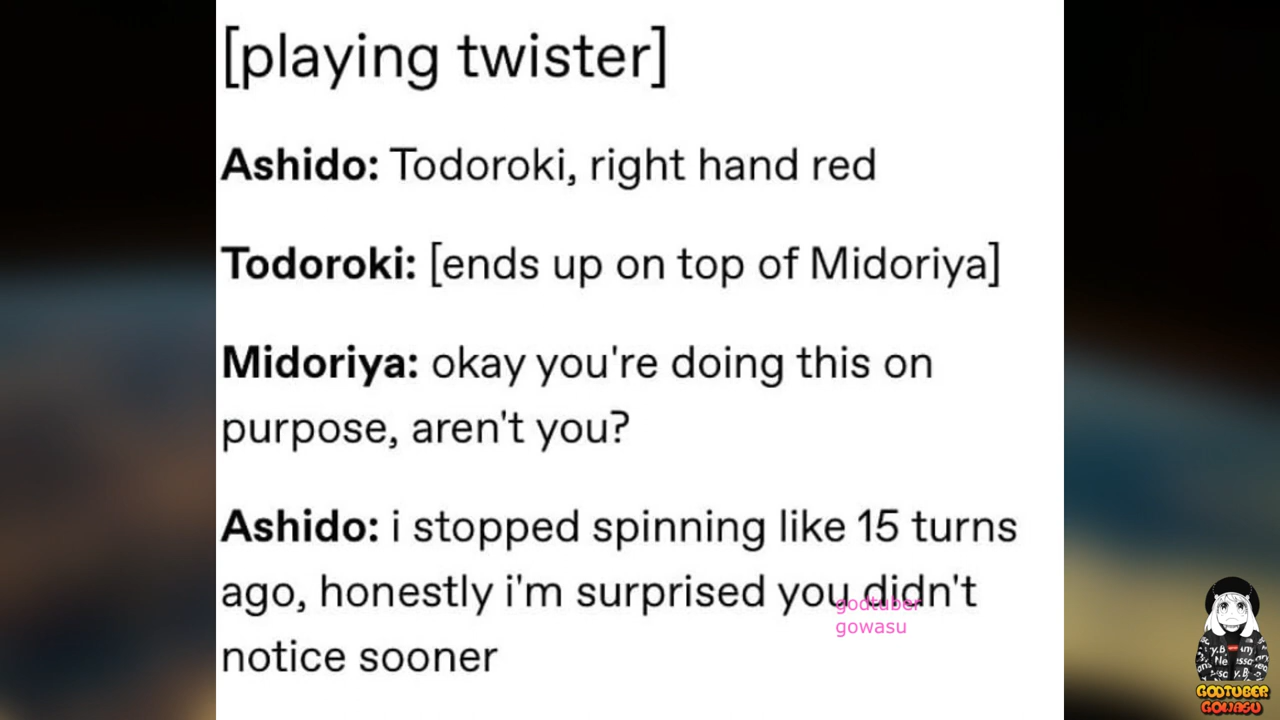 [playing twister]
Ashido: Todoroki, right hand red
Todoroki: [ends up on top of Midoriya]
Midoriya: okay you're doing this on
purpose, aren't you?
Ashido: i stopped spinning like 15 turns
ago, honestly i'm surprised you didn't
notice sooner
godtuber
gowasu
GODTUBER
GOWASU